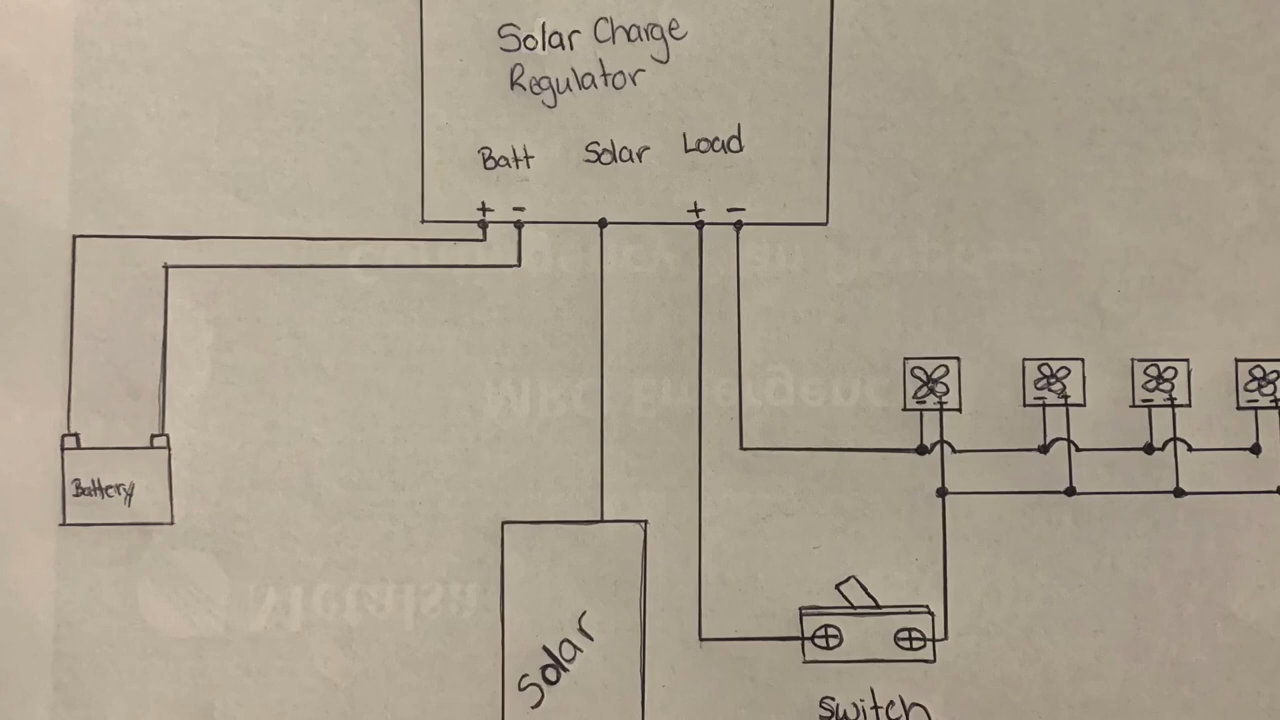 Solar Charge
Regulator
Batt Solar Load
+ - + -
Battery
Solar
Switch